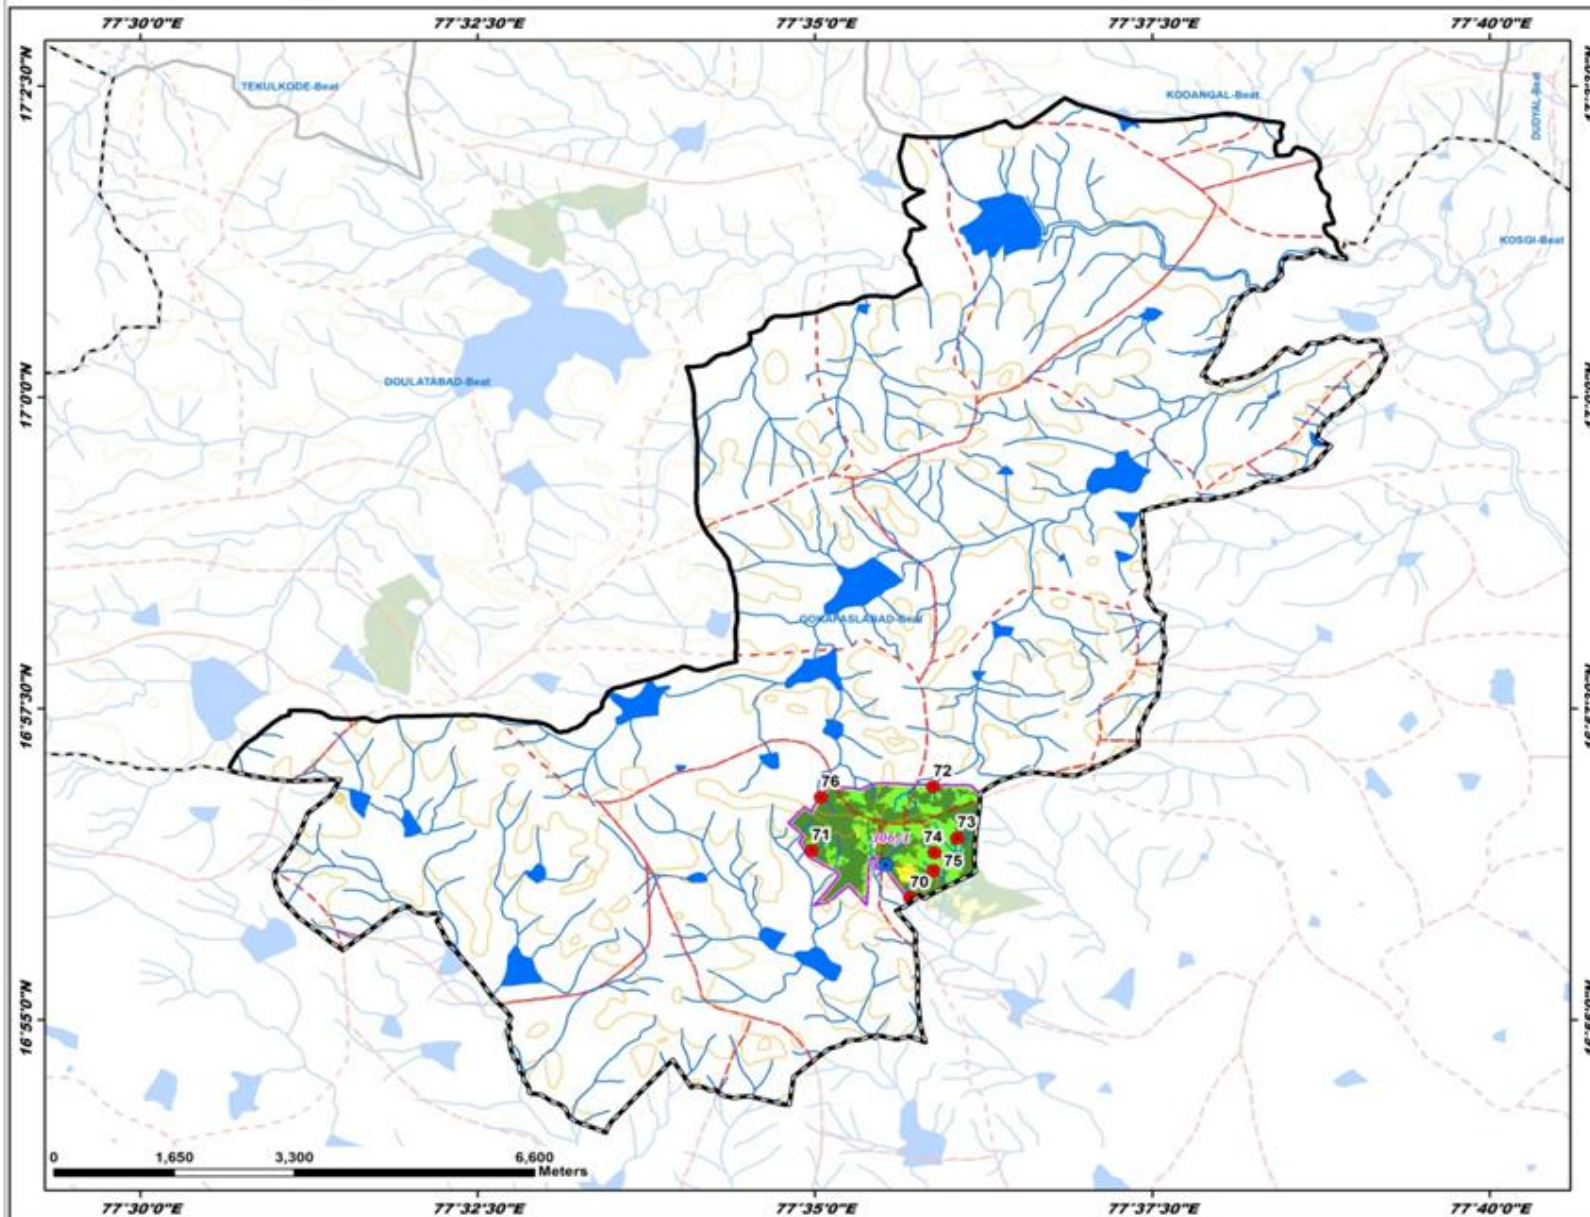 77°30'0"E 77°32'30"E 77°35'0"E 77°37'30"E 77°40'0"E
17°2'30"N
TEKULKODE-Beat
KODANGAL-Beat
DUDYAL-Beat
KOSGI-Beat
DOULATABAD-Beat
17°0'0"N
16°57'30"N
72
76
73
74
71
75
70
16°55'0"N
0 1,650 3,300 6,600
Meters
77°30'0"E 77°32'30"E 77°35'0"E 77°37'30"E 77°40'0"E